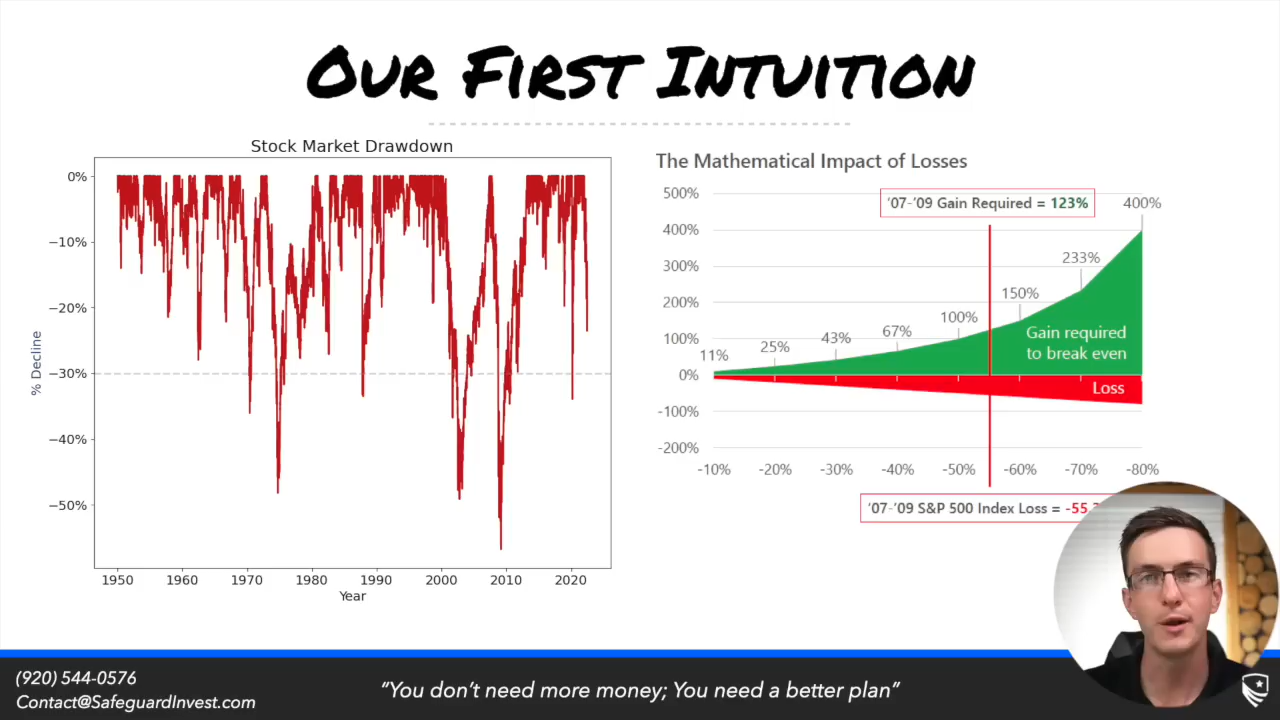 OUR FIRST INTUITION
Stock Market Drawdown
0%
−10%
−20%
−30%
−40%
−50%
% Decline
1950 1960 1970 1980 1990 2000 2010 2020
Year
The Mathematical Impact of Losses
500%
400%
300%
200%
100%
0%
-100%
-200%
'07-'09 Gain Required = 123%
11% 25% 43% 67% 100% 150% 233% 400%
Gain required
to break even
Loss
-10% -20% -30% -40% -50% -60% -70% -80%
'07-'09 S&P 500 Index Loss =
(920) 544-0576
Contact@SafeguardInvest.com
"You don't need more money; You need a better plan"